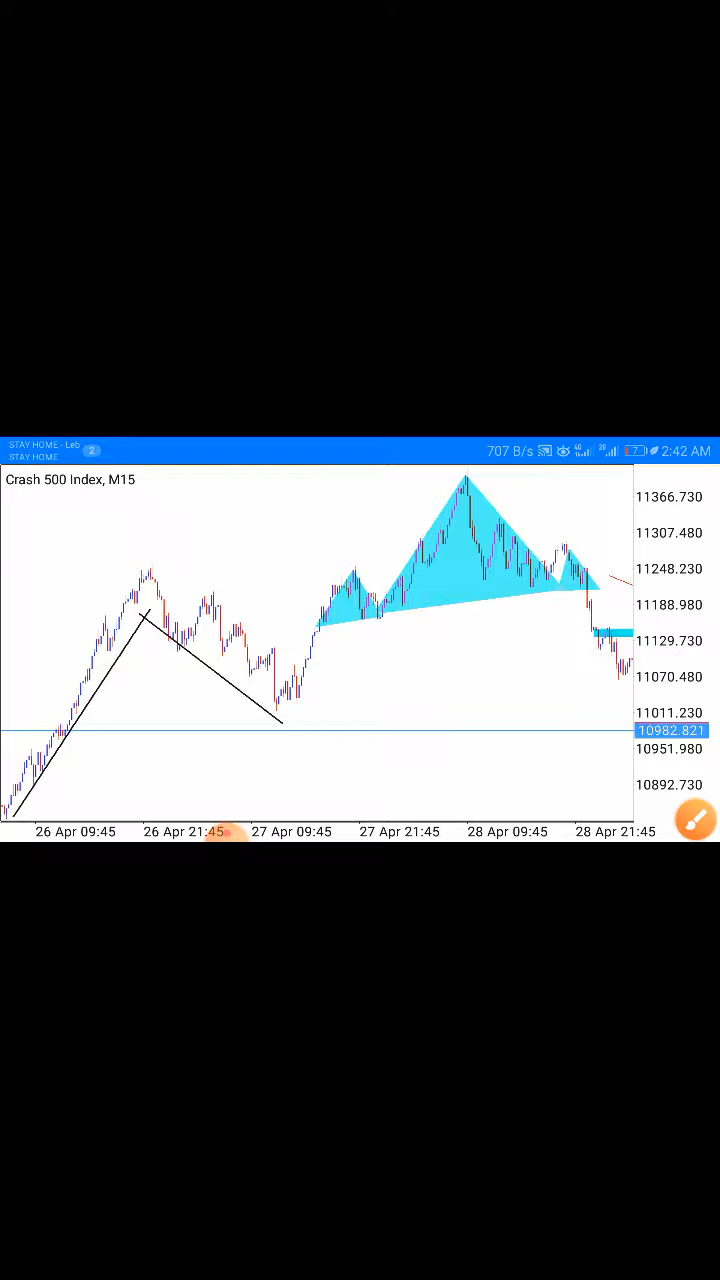 STAY HOME - Leb
STAY HOME
2
707 B/s 4G 2G 7 2:42 AM
Crash 500 Index, M15
11366.730
11307.480
11248.230
11188.980
11129.730
11070.480
11011.230
10982.821
10951.980
10892.730
26 Apr 09:45 26 Apr 21:45 27 Apr 09:45 27 Apr 21:45 28 Apr 09:45 28 Apr 21:45